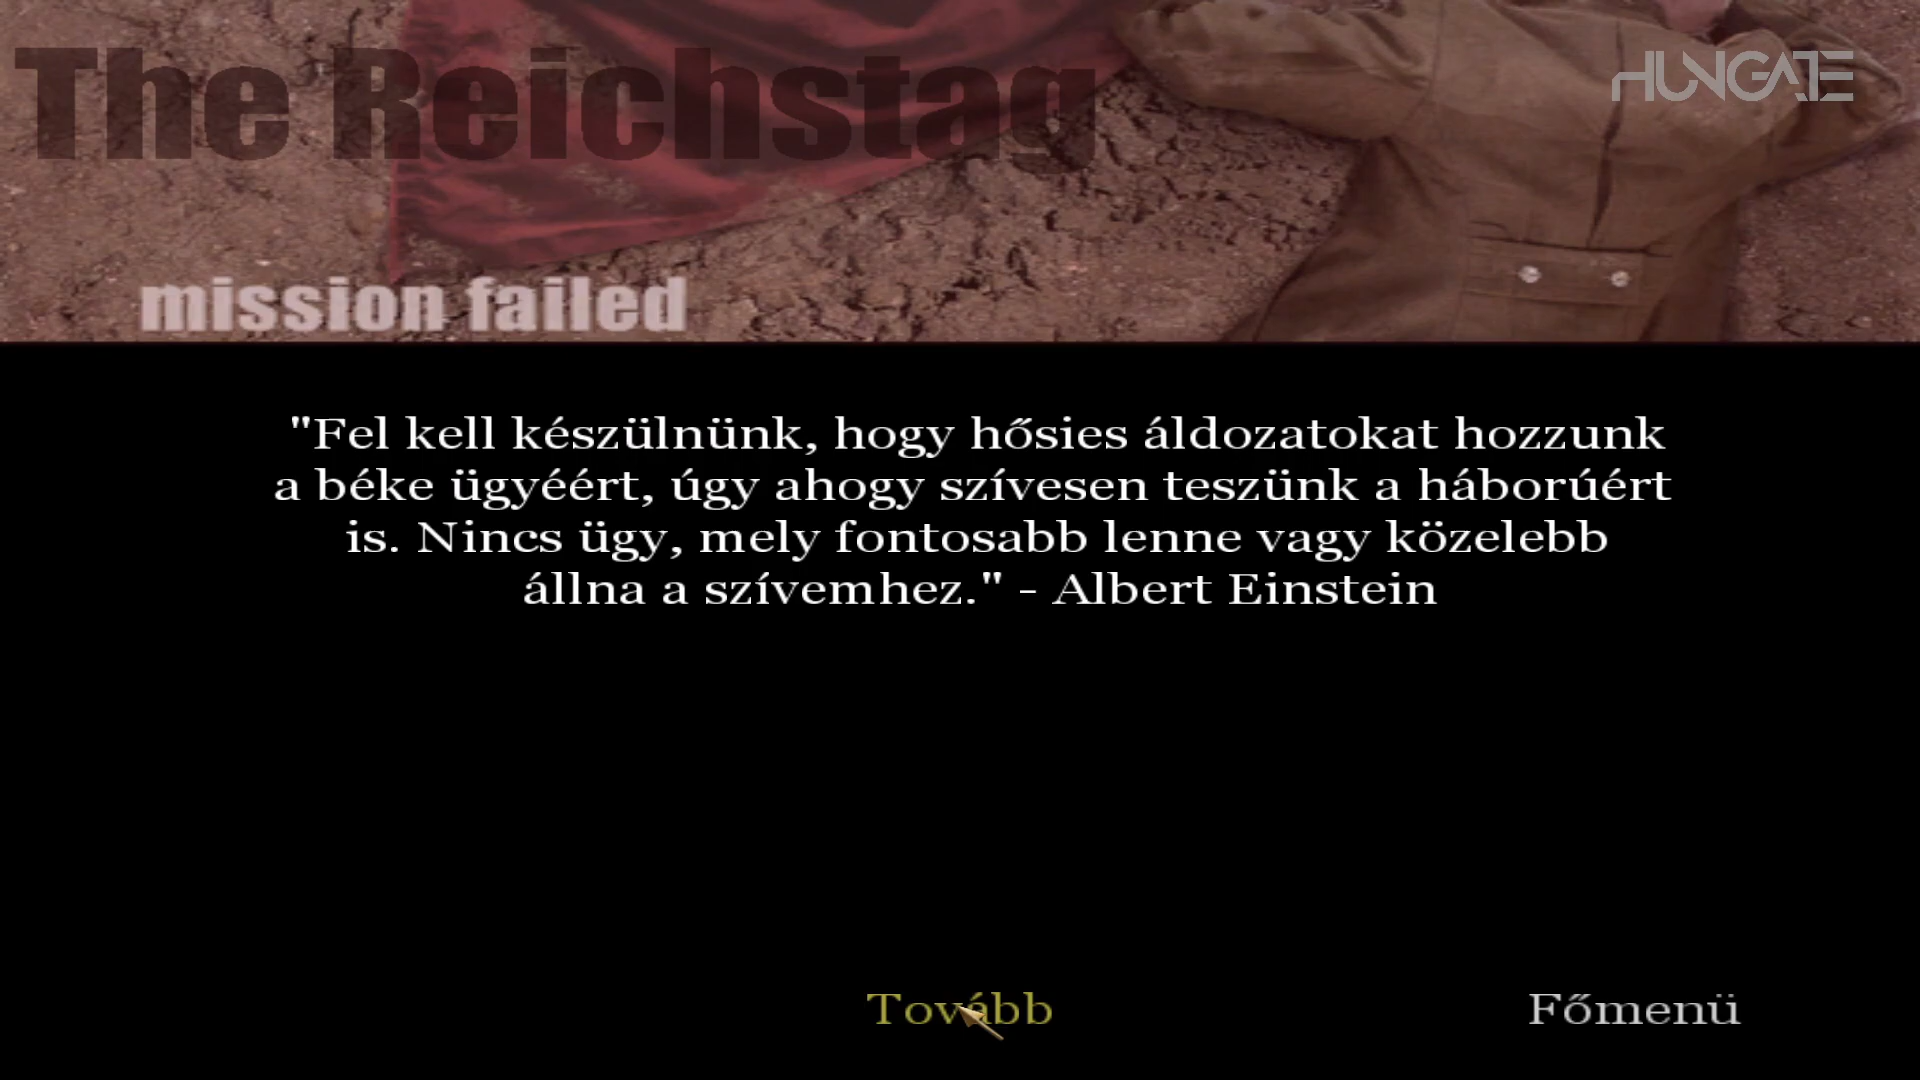 The Reichstag
HUNGATE
mission failed
"Fel kell készülnünk, hogy hősies áldozatokat hozzunk
a béke ügyéért, úgy ahogy szívesen teszünk a háborúért
is. Nincs ügy, mely fontosabb lenne vagy közelebb
állna a szívemhez." - Albert Einstein
Tovább
Főmenü